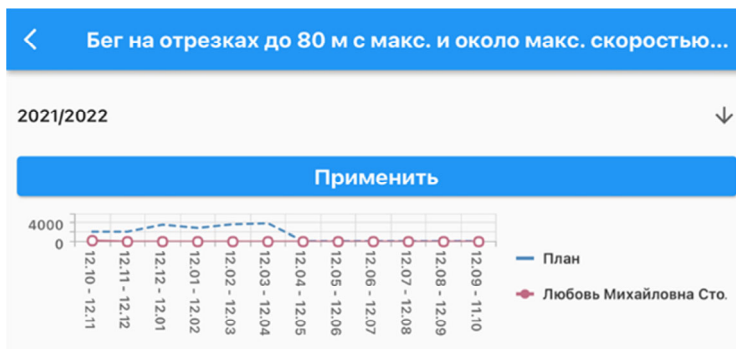 Бег на отрезках до 80 м с макс. и около макс. скоростью...
2021/2022
Применить
4000
0
12.10 - 12.11
12.11 - 12.12
12.12 - 12.01
12.01 - 12.02
12.02 - 12.03
12.03 - 12.04
12.04 - 12.05
12.05 - 12.06
12.06 - 12.07
12.07 - 12.08
12.08 - 12.09
12.09 - 11.10
План
Любовь Михайловна Сто.